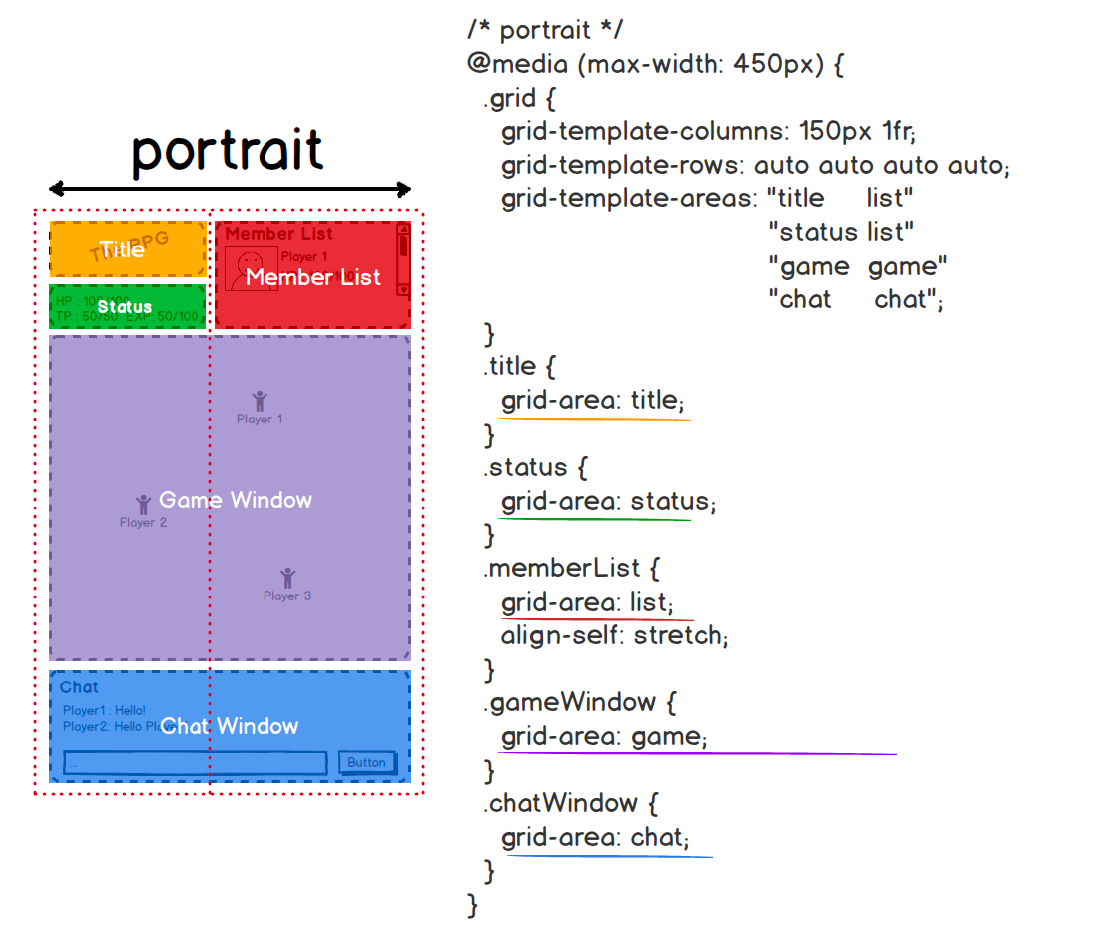 portrait
Title
The RPG
Status
HP : 100/100
TP : 50/50 EXP: 50/100
Member List
Player 1
Member List
Player 1
Game Window
Player 2
Player 3
Chat
Player1 : Hello!
Player2: Hello
Chat Window
...
Button
/* portrait */
@media (max-width: 450px) {
.grid {
grid-template-columns: 150px 1fr;
grid-template-rows: auto auto auto auto;
grid-template-areas: "title list"
"status list"
"game game"
"chat chat";
}
.title {
grid-area: title;
}
.status {
grid-area: status;
}
.memberList {
grid-area: list;
align-self: stretch;
}
.gameWindow {
grid-area: game;
}
.chatWindow {
grid-area: chat;
}
}